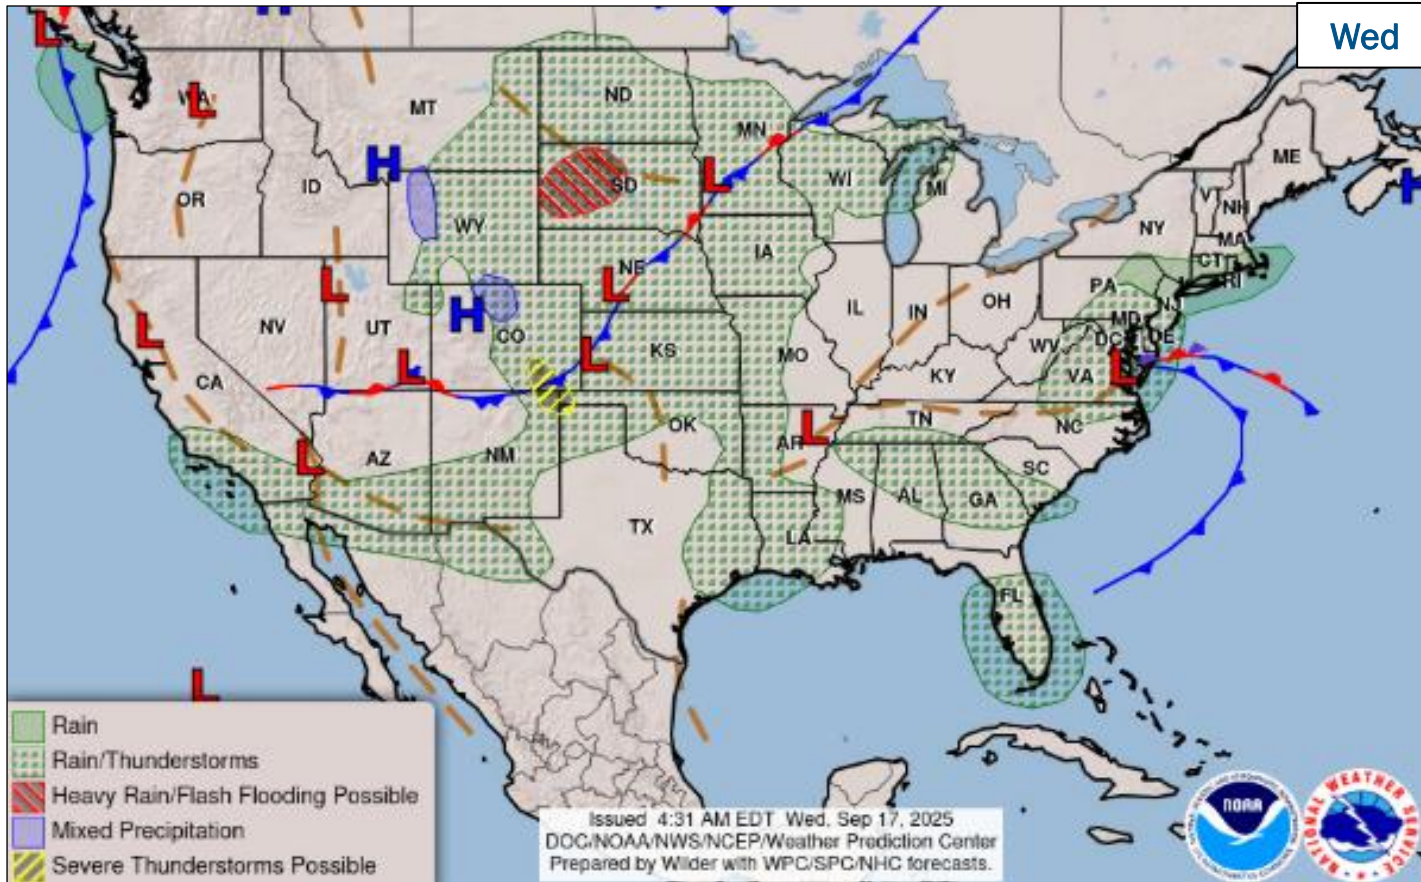 Wed
L
H
WA
L
MT
ND
MN
OR
ID
H
WY
SD
L
WI
MI
ME
VT
NH
H
NY
MA
CT
RI
NV
L
UT
H
CO
NE
L
IA
IL
IN
OH
PA
NJ
MD
DE
DC
WV
VA
L
L
CA
L
L
KS
MO
KY
L
AZ
NM
OK
AR
L
TN
NC
SC
TX
LA
MS
AL
GA
FL
L
Rain
Rain/Thunderstorms
Heavy Rain/Flash Flooding Possible
Mixed Precipitation
Severe Thunderstorms Possible
Issued 4:31 AM EDT Wed, Sep 17, 2025
DOC/NOAA/NWS/NCEP/Weather Prediction Center
Prepared by Wilder with WPC/SPC/NHC forecasts.
NOAA
NATIONAL WEATHER SERVICE